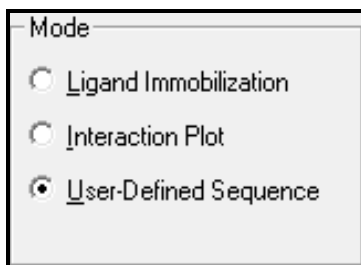 Mode
Ligand Immobilization
Interaction Plot
User-Defined Sequence